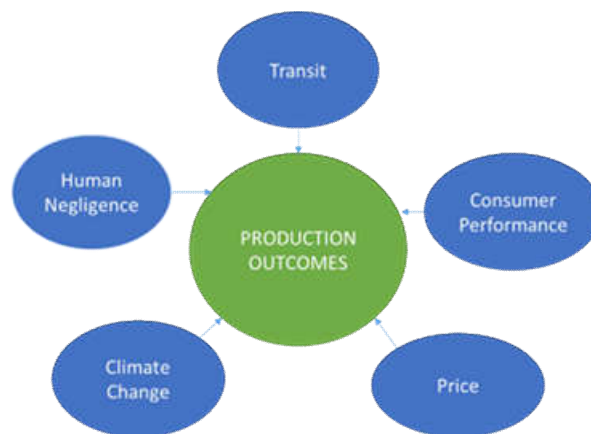 Transit
Human
Negligence
Consumer
Performance
PRODUCTION
OUTCOMES
Climate
Change
Price